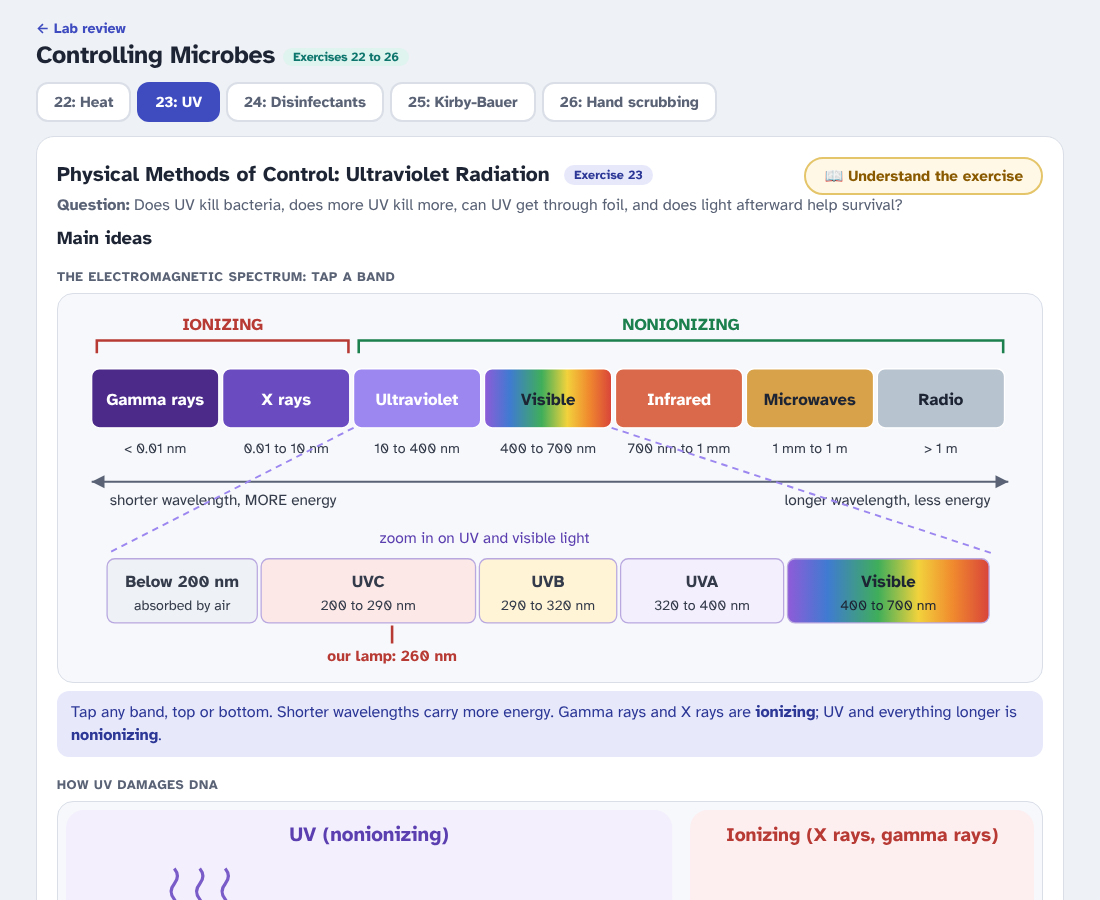 ← Lab review
Controlling Microbes Exercises 22 to 26
22: Heat 23: UV 24: Disinfectants 25: Kirby-Bauer 26: Hand scrubbing
Physical Methods of Control: Ultraviolet Radiation Exercise 23 📖 Understand the exercise
Question: Does UV kill bacteria, does more UV kill more, can UV get through foil, and does light afterward help survival?
Main ideas
THE ELECTROMAGNETIC SPECTRUM: TAP A BAND
IONIZING NONIONIZING
Gamma rays X rays Ultraviolet Visible Infrared Microwaves Radio
< 0.01 nm 0.01 to 10 nm 10 to 400 nm 400 to 700 nm 700 nm to 1 mm 1 mm to 1 m > 1 m
shorter wavelength, MORE energy longer wavelength, less energy
zoom in on UV and visible light
Below 200 nm UVC UVB UVA Visible
absorbed by air 200 to 290 nm 290 to 320 nm 320 to 400 nm 400 to 700 nm
our lamp: 260 nm
Tap any band, top or bottom. Shorter wavelengths carry more energy. Gamma rays and X rays are ionizing; UV and everything longer is
nonionizing.
HOW UV DAMAGES DNA
UV (nonionizing) Ionizing (X rays, gamma rays)